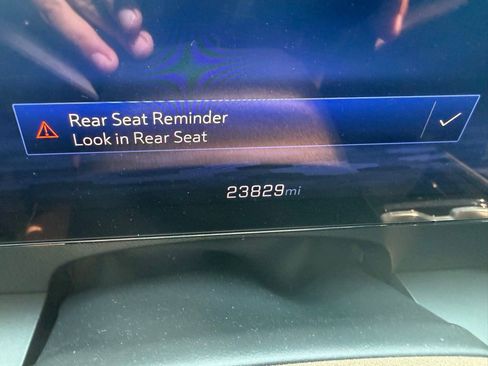 Rear Seat Reminder
Look in Rear Seat
23829mi